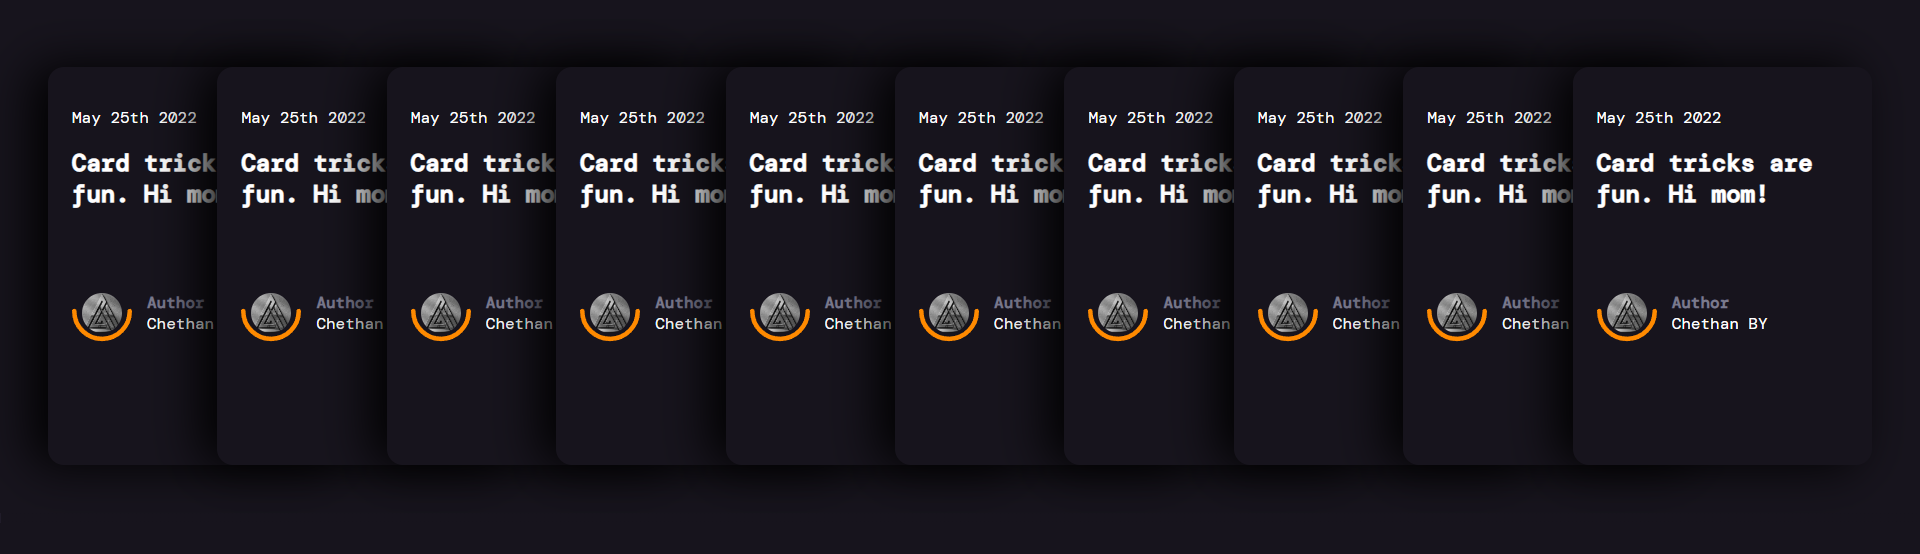 May 25th 2022
Card trick
fun. Hi mo
Author
Chethan
May 25th 2022
Card trick
fun. Hi mo
Author
Chethan
May 25th 2022
Card trick
fun. Hi mo
Author
Chethan
May 25th 2022
Card trick
fun. Hi mo
Author
Chethan
May 25th 2022
Card trick
fun. Hi mo
Author
Chethan
May 25th 2022
Card trick
fun. Hi mo
Author
Chethan
May 25th 2022
Card trick
fun. Hi mo
Author
Chethan
May 25th 2022
Card trick
fun. Hi mo
Author
Chethan
May 25th 2022
Card trick
fun. Hi mo
Author
Chethan
May 25th 2022
Card tricks are
fun. Hi mom!
Author
Chethan BY